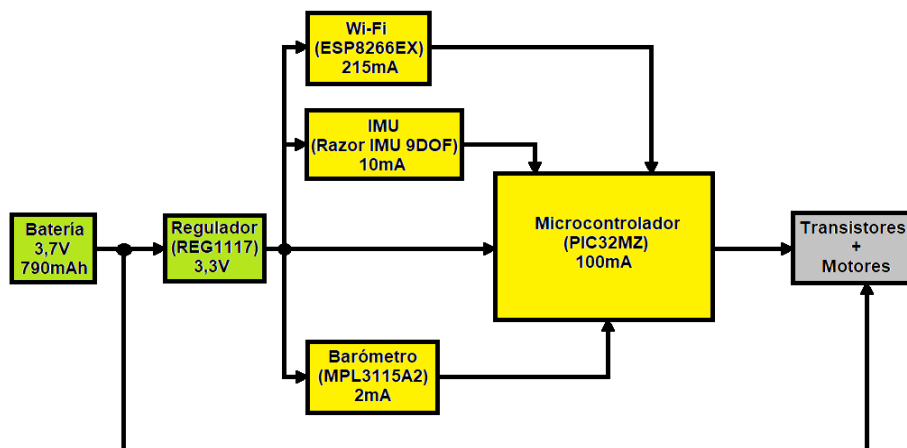 Wi-Fi
(ESP8266EX)
215mA
IMU
(Razor IMU 9DOF)
10mA
Batería
3,7V
790mAh
Regulador
(REG1117)
3,3V
Microcontrolador
(PIC32MZ)
100mA
Transistores
+
Motores
Barómetro
(MPL3115A2)
2mA